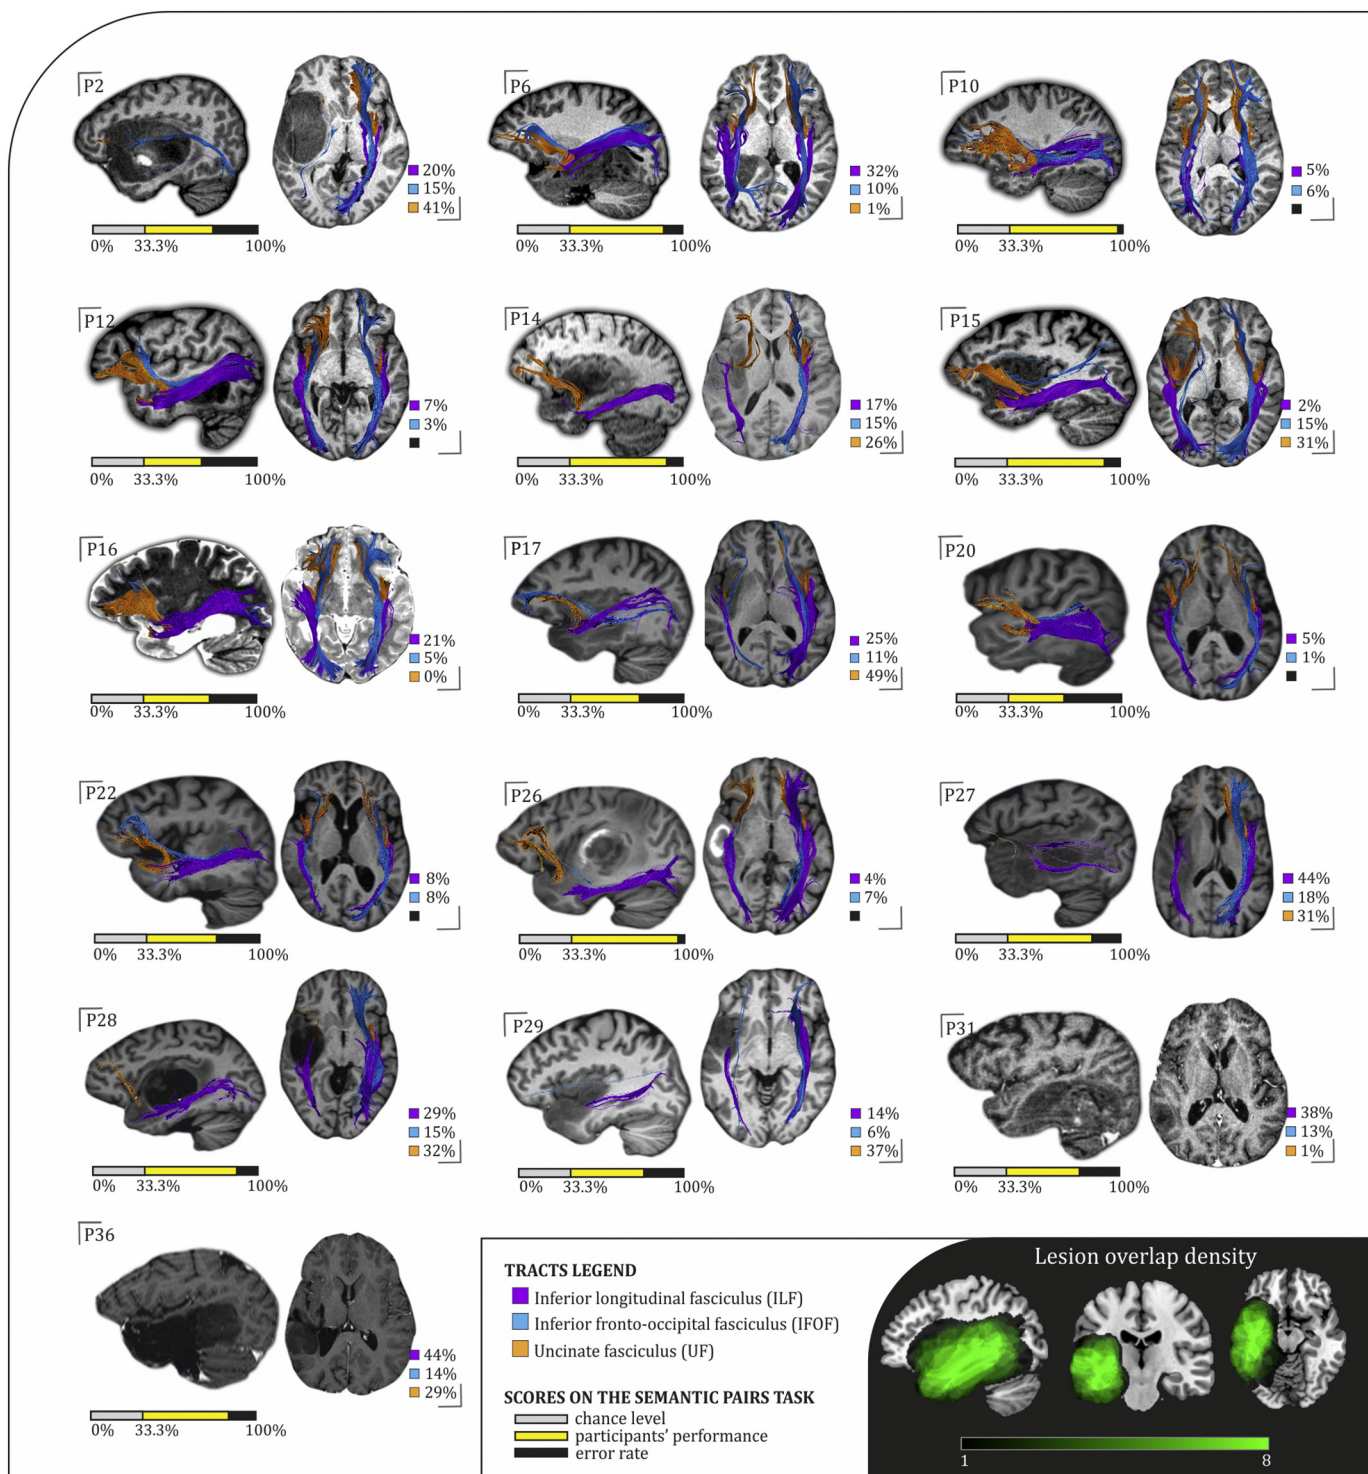 P2
20%
15%
41%
0% 33.3% 100%
P6
32%
10%
1%
0% 33.3% 100%
P10
5%
6%
0% 33.3% 100%
P12
7%
3%
0% 33.3% 100%
P14
17%
15%
26%
0% 33.3% 100%
P15
2%
15%
31%
0% 33.3% 100%
P16
21%
5%
0%
0% 33.3% 100%
P17
25%
11%
49%
0% 33.3% 100%
P20
5%
1%
0% 33.3% 100%
P22
8%
8%
0% 33.3% 100%
P26
4%
7%
0% 33.3% 100%
P27
44%
18%
31%
0% 33.3% 100%
P28
29%
15%
32%
0% 33.3% 100%
P29
14%
6%
37%
0% 33.3% 100%
P31
38%
13%
1%
0% 33.3% 100%
P36
44%
14%
29%
0% 33.3% 100%
TRACTS LEGEND
Inferior longitudinal fasciculus (ILF)
Inferior fronto-occipital fasciculus (IFOF)
Uncinate fasciculus (UF)
SCORES ON THE SEMANTIC PAIRS TASK
chance level
participants' performance
error rate
Lesion overlap density
1 8